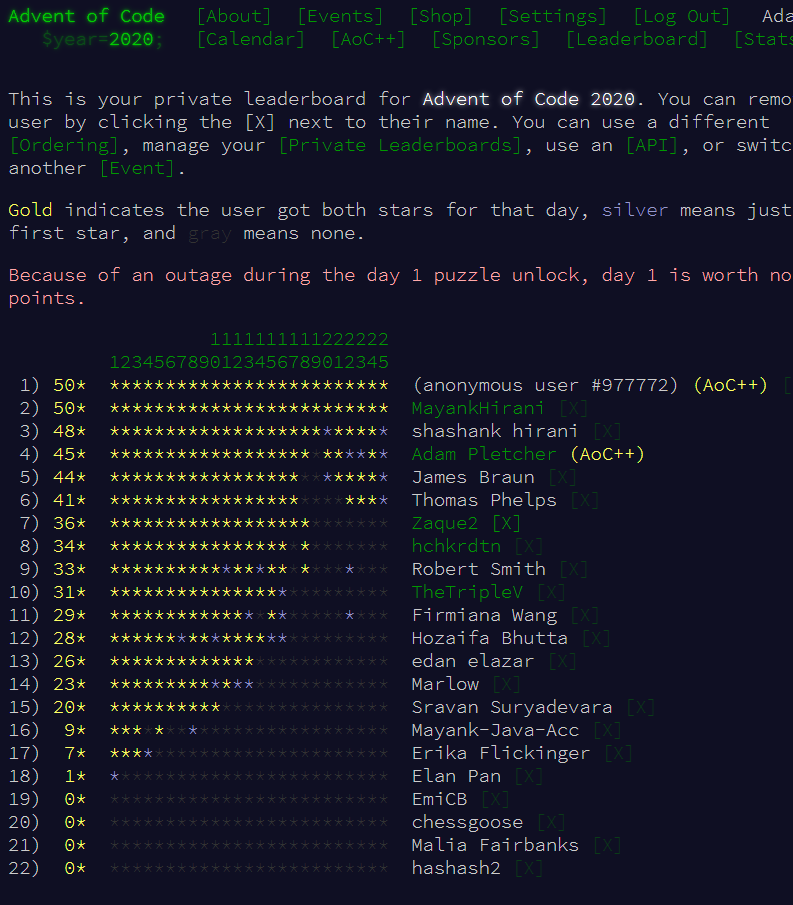 Advent of Code [About] [Events] [Shop] [Settings] [Log Out] Ada
$year=2020; [Calendar] [AoC++] [Sponsors] [Leaderboard] [Stats
This is your private leaderboard for Advent of Code 2020. You can remo
user by clicking the [X] next to their name. You can use a different
[Ordering], manage your [Private Leaderboards], use an [API], or switc
another [Event].
Gold indicates the user got both stars for that day, silver means just
first star, and gray means none.
Because of an outage during the day 1 puzzle unlock, day 1 is worth no
points.
1111111111222222
1234567890123456789012345
1) 50* ************************* (anonymous user #977772) (AoC++) [
2) 50* ************************* MayankHirani [X]
3) 48* ************************* shashank hirani [X]
4) 45* ************************* Adam Pletcher (AoC++)
5) 44* ************************* James Braun [X]
6) 41* ************************* Thomas Phelps [X]
7) 36* ************************* Zaque2 [X]
8) 34* ************************* hchkrdtn [X]
9) 33* ************************* Robert Smith [X]
10) 31* ************************* TheTripleV [X]
11) 29* ************************* Firmiana Wang [X]
12) 28* ************************* Hozaifa Bhutta [X]
13) 26* ************************* edan elazar [X]
14) 23* ************************* Marlow [X]
15) 20* ************************* Sravan Suryadevara [X]
16) 9* ************************* Mayank-Java-Acc [X]
17) 7* ************************* Erika Flickinger [X]
18) 1* ************************* Elan Pan [X]
19) 0* ************************* EmiCB [X]
20) 0* ************************* chessgoose [X]
21) 0* ************************* Malia Fairbanks [X]
22) 0* ************************* hashash2 [X]